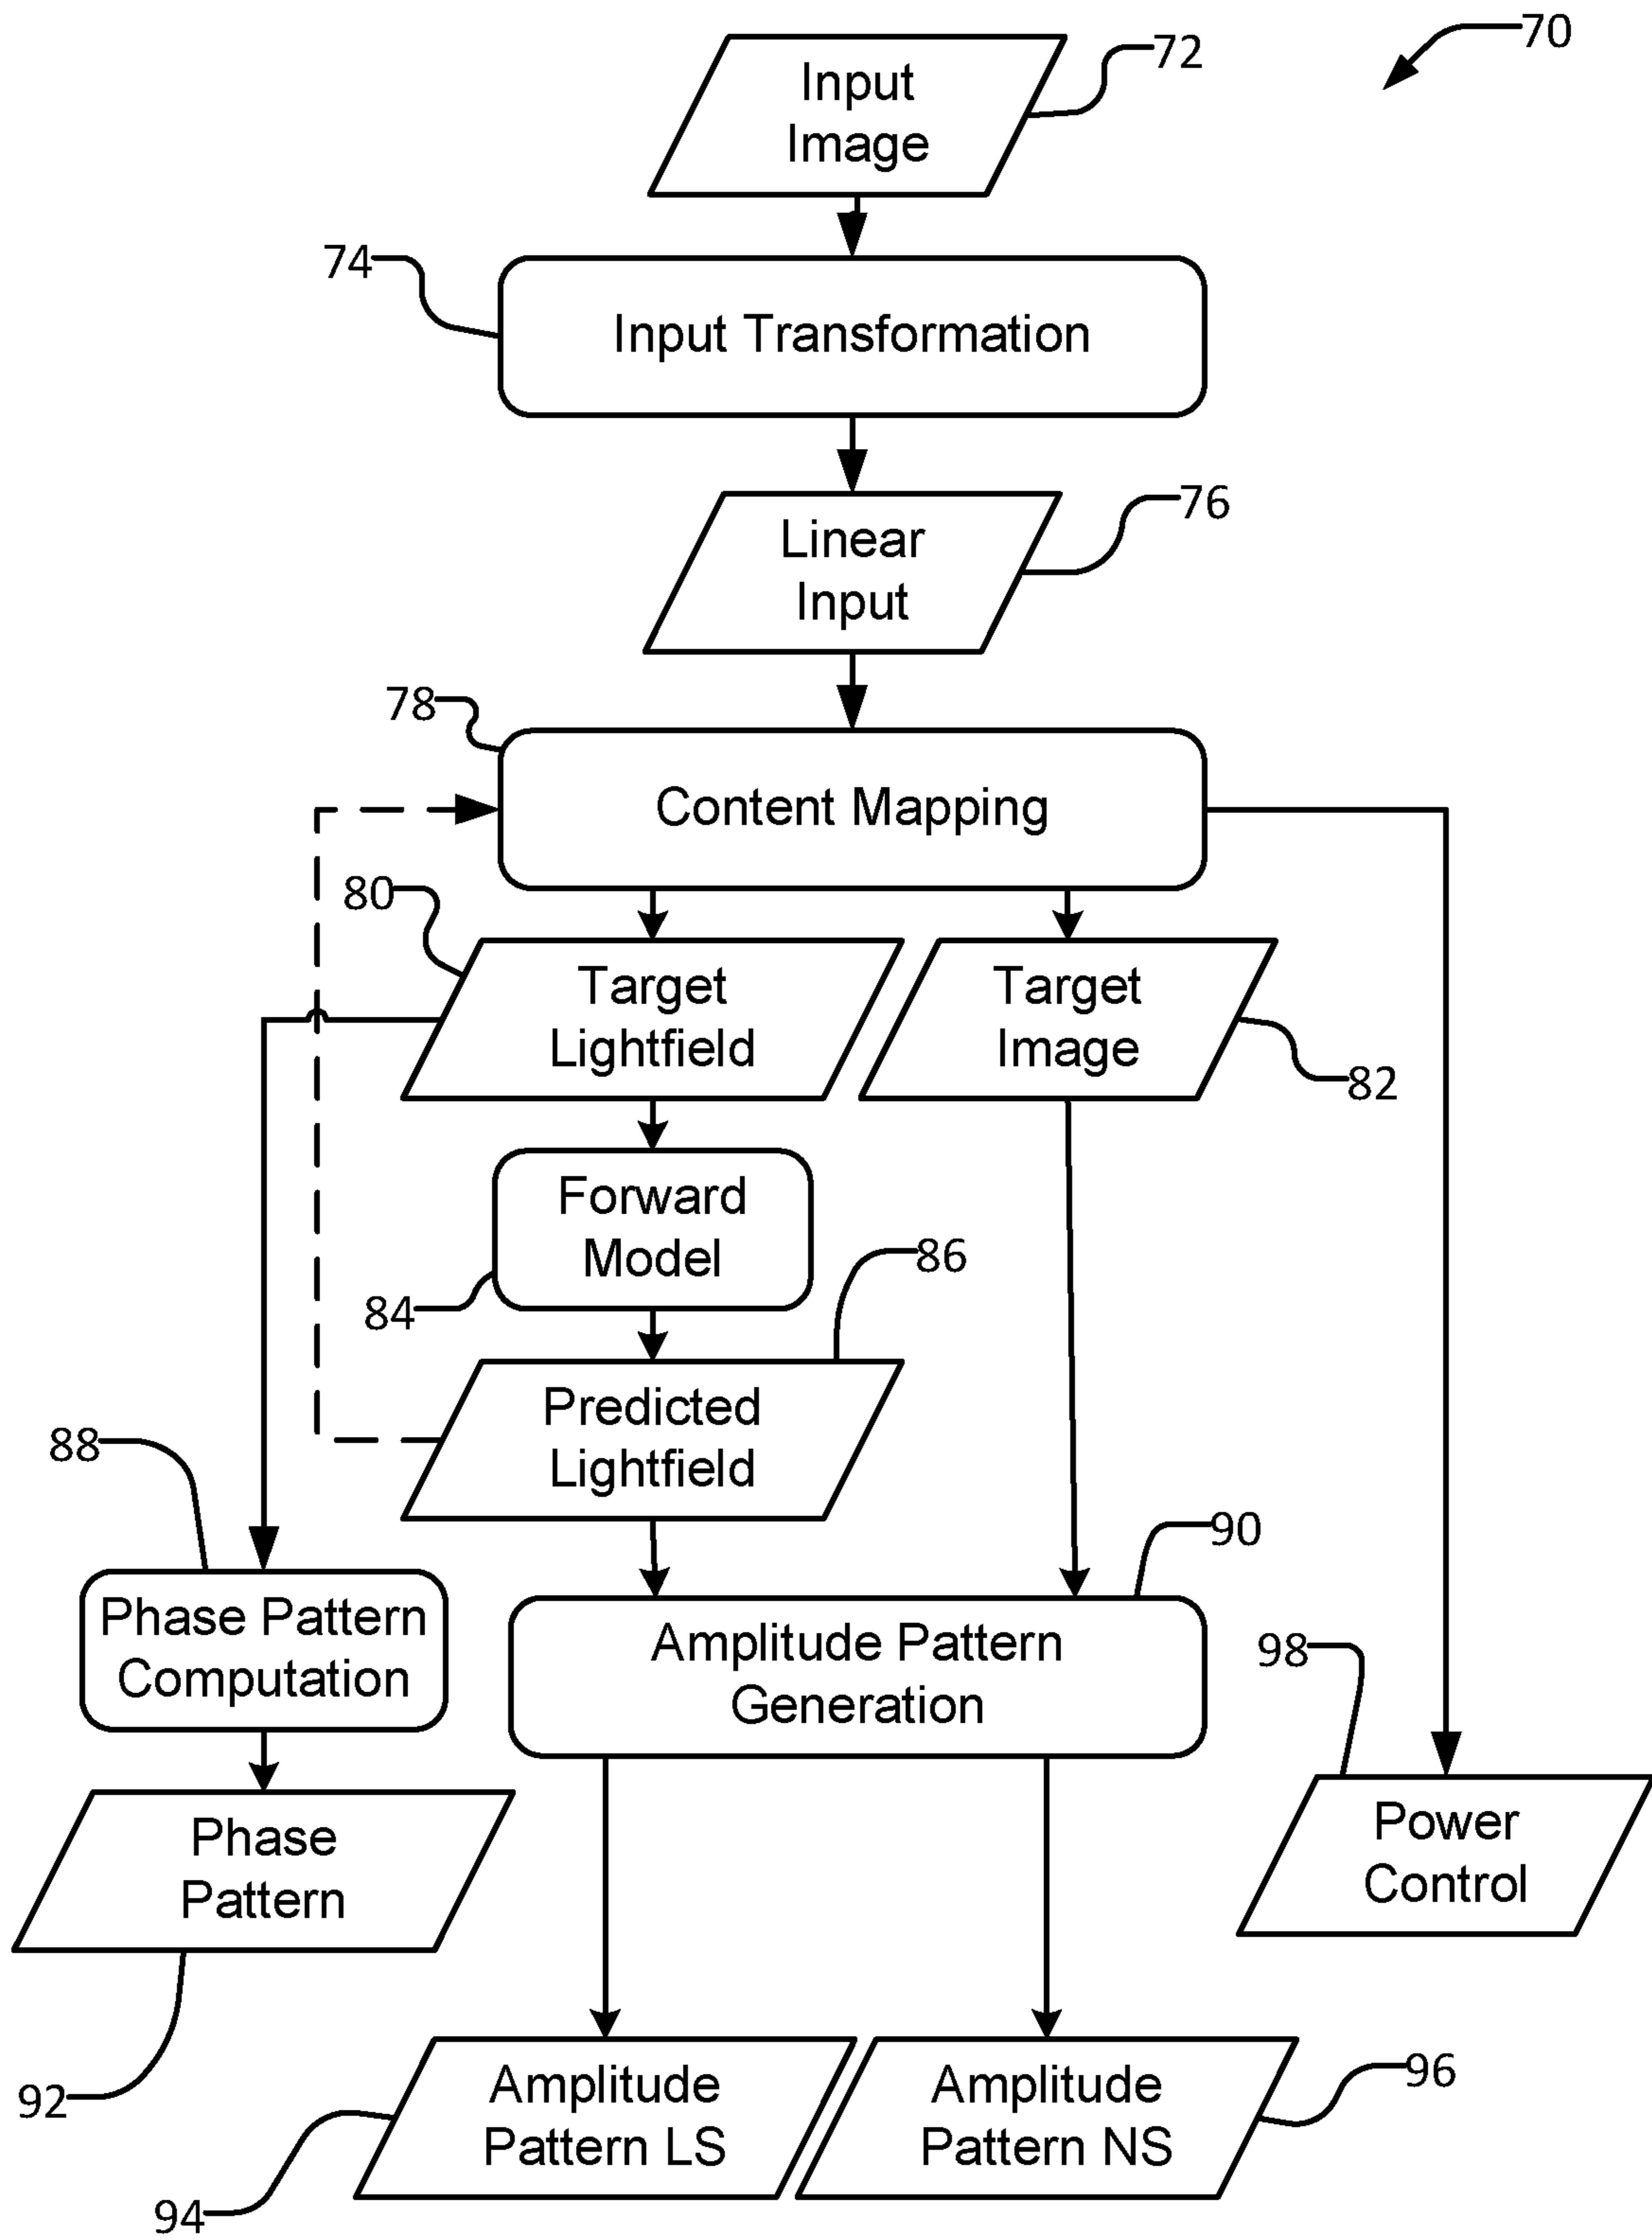 70
72
Input
Image
74
Input Transformation
76
Linear
Input
78
Content Mapping
80
Target
Lightfield
Target
Image
82
Forward
Model
84
86
Predicted
Lightfield
88
90
Phase Pattern
Computation
Amplitude Pattern
Generation
98
Phase
Pattern
Power
Control
92
Amplitude
Pattern LS
Amplitude
Pattern NS
96
94